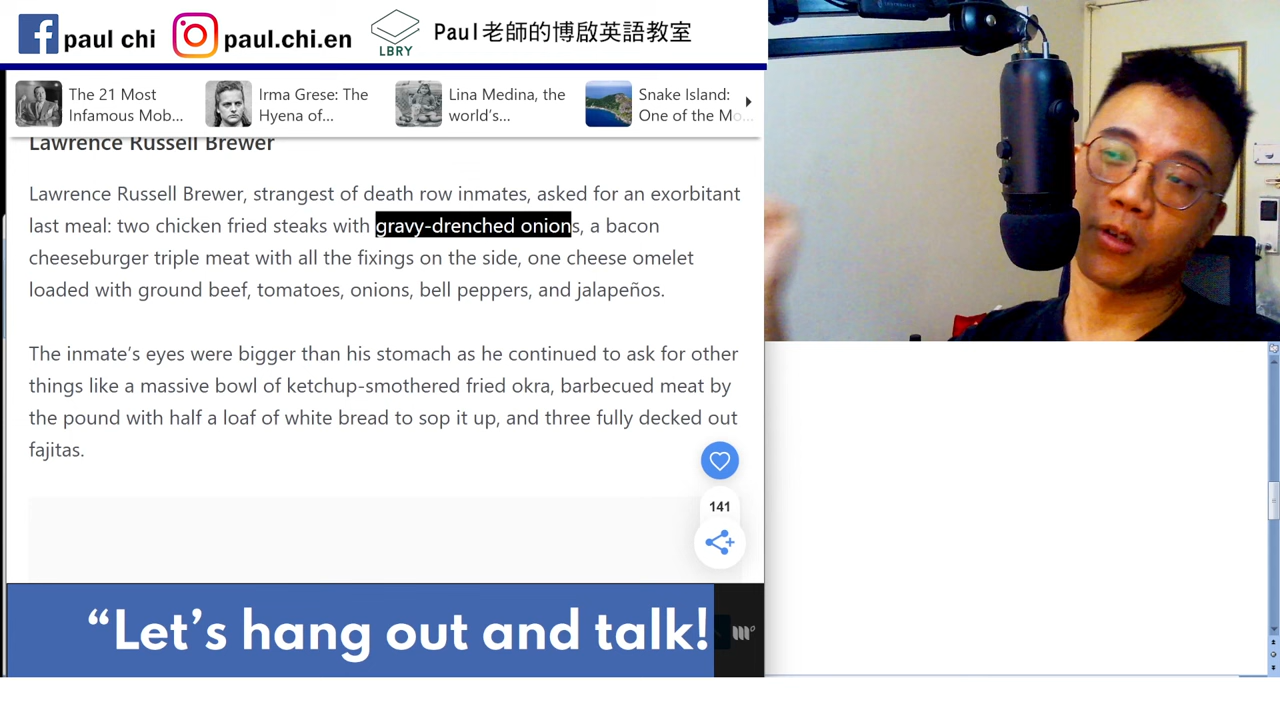 paul chi
paul.chi.en
LBRY
Paul老師的博啟英語教室
The 21 Most
Infamous Mob...
Irma Grese: The
Hyena of...
Lina Medina, the
world's...
Snake Island:
One of the Mo...
Lawrence Russell Brewer
Lawrence Russell Brewer, strangest of death row inmates, asked for an exorbitant
last meal: two chicken fried steaks with gravy-drenched onions, a bacon
cheeseburger triple meat with all the fixings on the side, one cheese omelet
loaded with ground beef, tomatoes, onions, bell peppers, and jalapeños.
The inmate's eyes were bigger than his stomach as he continued to ask for other
things like a massive bowl of ketchup-smothered fried okra, barbecued meat by
the pound with half a loaf of white bread to sop it up, and three fully decked out
fajitas.
141
“Let's hang out and talk!